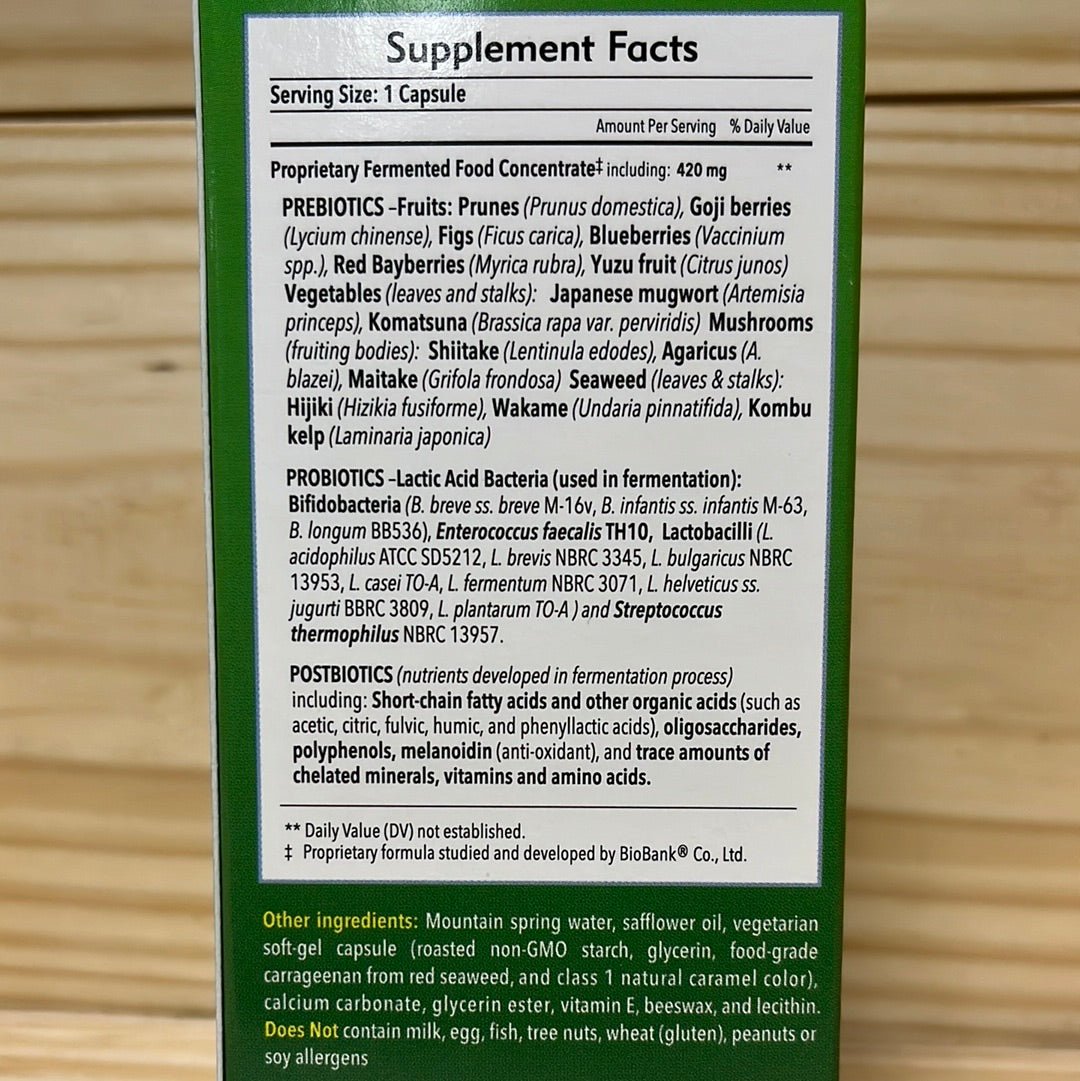 Supplement Facts
Serving Size: 1 Capsule
Amount Per Serving % Daily Value
Proprietary Fermented Food Concentrate‡ including: 420 mg **
PREBIOTICS –Fruits: Prunes (Prunus domestica), Goji berries
(Lycium chinense), Figs (Ficus carica), Blueberries (Vaccinium
spp.), Red Bayberries (Myrica rubra), Yuzu fruit (Citrus junos)
Vegetables (leaves and stalks): Japanese mugwort (Artemisia
princeps), Komatsuna (Brassica rapa var. perviridis) Mushrooms
(fruiting bodies): Shiitake (Lentinula edodes), Agaricus (A.
blazei), Maitake (Grifola frondosa) Seaweed (leaves & stalks):
Hijiki (Hizikia fusiforme), Wakame (Undaria pinnatifida), Kombu
kelp (Laminaria japonica)
PROBIOTICS –Lactic Acid Bacteria (used in fermentation):
Bifidobacteria (B. breve ss. breve M-16v, B. infantis ss. infantis M-63,
B. longum BB536), Enterococcus faecalis TH10, Lactobacilli (L.
acidophilus ATCC SD5212, L. brevis NBRC 3345, L. bulgaricus NBRC
13953, L. casei TO-A, L. fermentum NBRC 3071, L. helveticus ss.
jugurti BBRC 3809, L. plantarum TO-A ) and Streptococcus
thermophilus NBRC 13957.
POSTBIOTICS (nutrients developed in fermentation process)
including: Short-chain fatty acids and other organic acids (such as
acetic, citric, fulvic, humic, and phenyllactic acids), oligosaccharides,
polyphenols, melanoidin (anti-oxidant), and trace amounts of
chelated minerals, vitamins and amino acids.
** Daily Value (DV) not established.
‡ Proprietary formula studied and developed by BioBank® Co., Ltd.
Other ingredients: Mountain spring water, safflower oil, vegetarian
soft-gel capsule (roasted non-GMO starch, glycerin, food-grade
carrageenan from red seaweed, and class 1 natural caramel color),
calcium carbonate, glycerin ester, vitamin E, beeswax, and lecithin.
Does Not contain milk, egg, fish, tree nuts, wheat (gluten), peanuts or
soy allergens